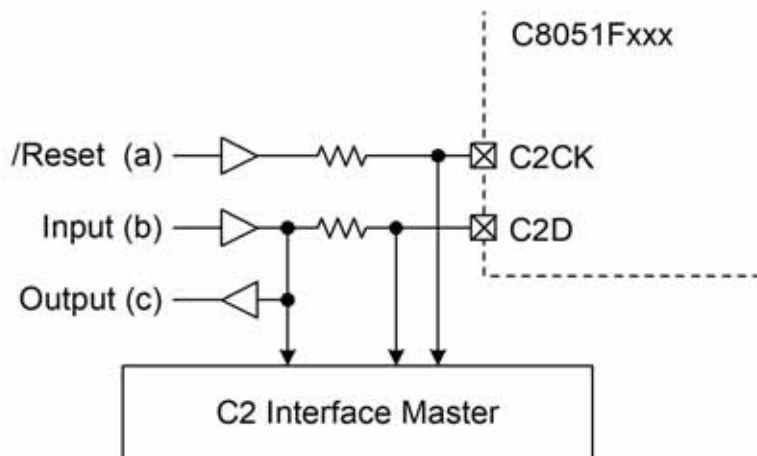 C8051Fxxx
/Reset (a)
C2CK
Input (b)
C2D
Output (c)
C2 Interface Master